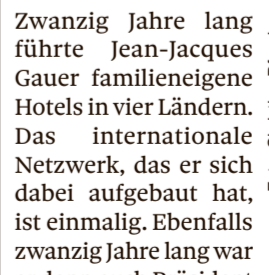 Zwanzig Jahre lang
führte Jean-Jacques
Gauer familieneigene
Hotels in vier Ländern.
Das internationale
Netzwerk, das er sich
dabei aufgebaut hat,
ist einmalig. Ebenfalls
zwanzig Jahre lang war